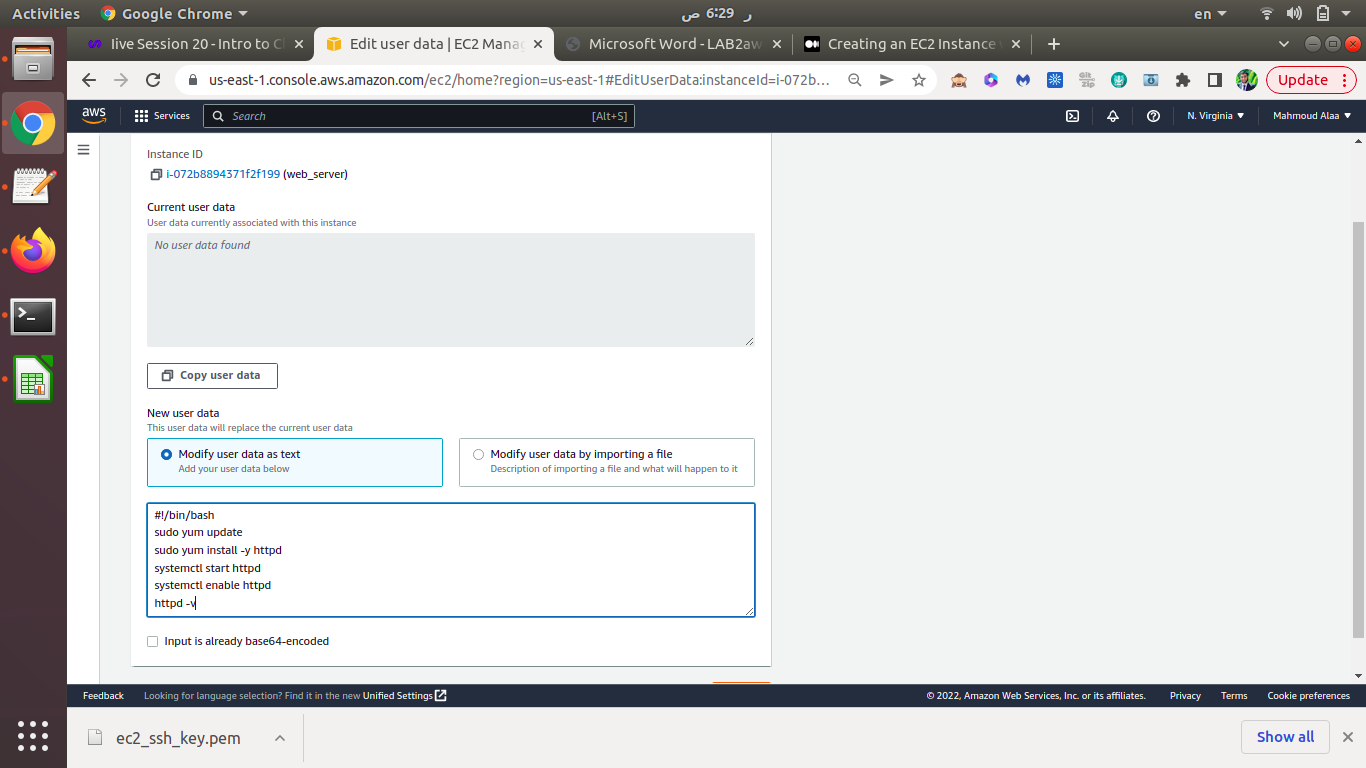 Activities
Google Chrome
ر 6:29 ص
en
live Session 20 - Intro to Cl
Edit user data | EC2 Manag
Microsoft Word - LAB2aw
Creating an EC2 Instance
us-east-1.console.aws.amazon.com/ec2/home?region=us-east-1#EditUserData:instanceId=i-072b...
Git
zip
Update
aws
Services
Search
[Alt+S]
N. Virginia
Mahmoud Alaa
Instance ID
i-072b8894371f2f199 (web_server)
Current user data
User data currently associated with this instance
No user data found
Copy user data
New user data
This user data will replace the current user data
Modify user data as text
Add your user data below
Modify user data by importing a file
Description of importing a file and what will happen to it
#!/bin/bash
sudo yum update
sudo yum install -y httpd
systemctl start httpd
systemctl enable httpd
httpd -v
Input is already base64-encoded
Feedback
Looking for language selection? Find it in the new Unified Settings
© 2022, Amazon Web Services, Inc. or its affiliates.
Privacy
Terms
Cookie preferences
ec2_ssh_key.pem
Show all